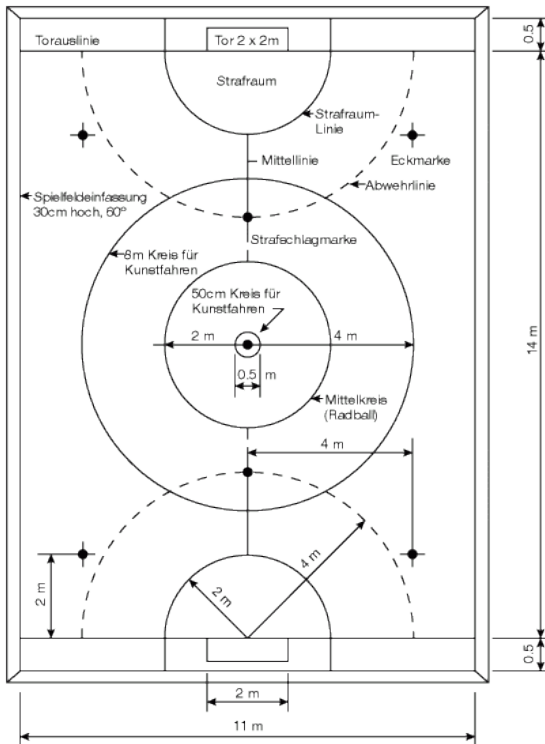 Torauslinie
Tor 2 x 2m
0.5
Strafraum
Strafraum-
Linie
Mittellinie
Eckmarke
Abwehrlinie
Spielfeldeinfassung
30cm hoch, 60°
Strafschlagmarke
8m Kreis für
Kunstfahren
50cm Kreis für
Kunstfahren
2 m
4 m
14 m
0.5 m
Mittelkreis
(Radball)
4 m
4 m
2 m
2 m
0.5
2 m
11 m